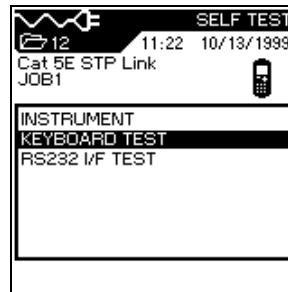 SELF TEST
12 11:22 10/13/1999
Cat 5E STP Link
JOB1
INSTRUMENT
KEYBOARD TEST
RS232 I/F TEST